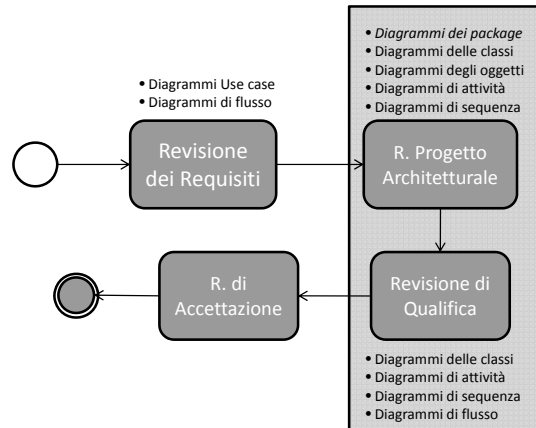 • Diagrammi dei package
• Diagrammi delle classi
• Diagrammi degli oggetti
• Diagrammi di attività
• Diagrammi di sequenza
• Diagrammi Use case
• Diagrammi di flusso
Revisione
dei Requisiti
R. Progetto
Architetturale
R. di
Accettazione
Revisione di
Qualifica
• Diagrammi delle classi
• Diagrammi di attività
• Diagrammi di sequenza
• Diagrammi di flusso